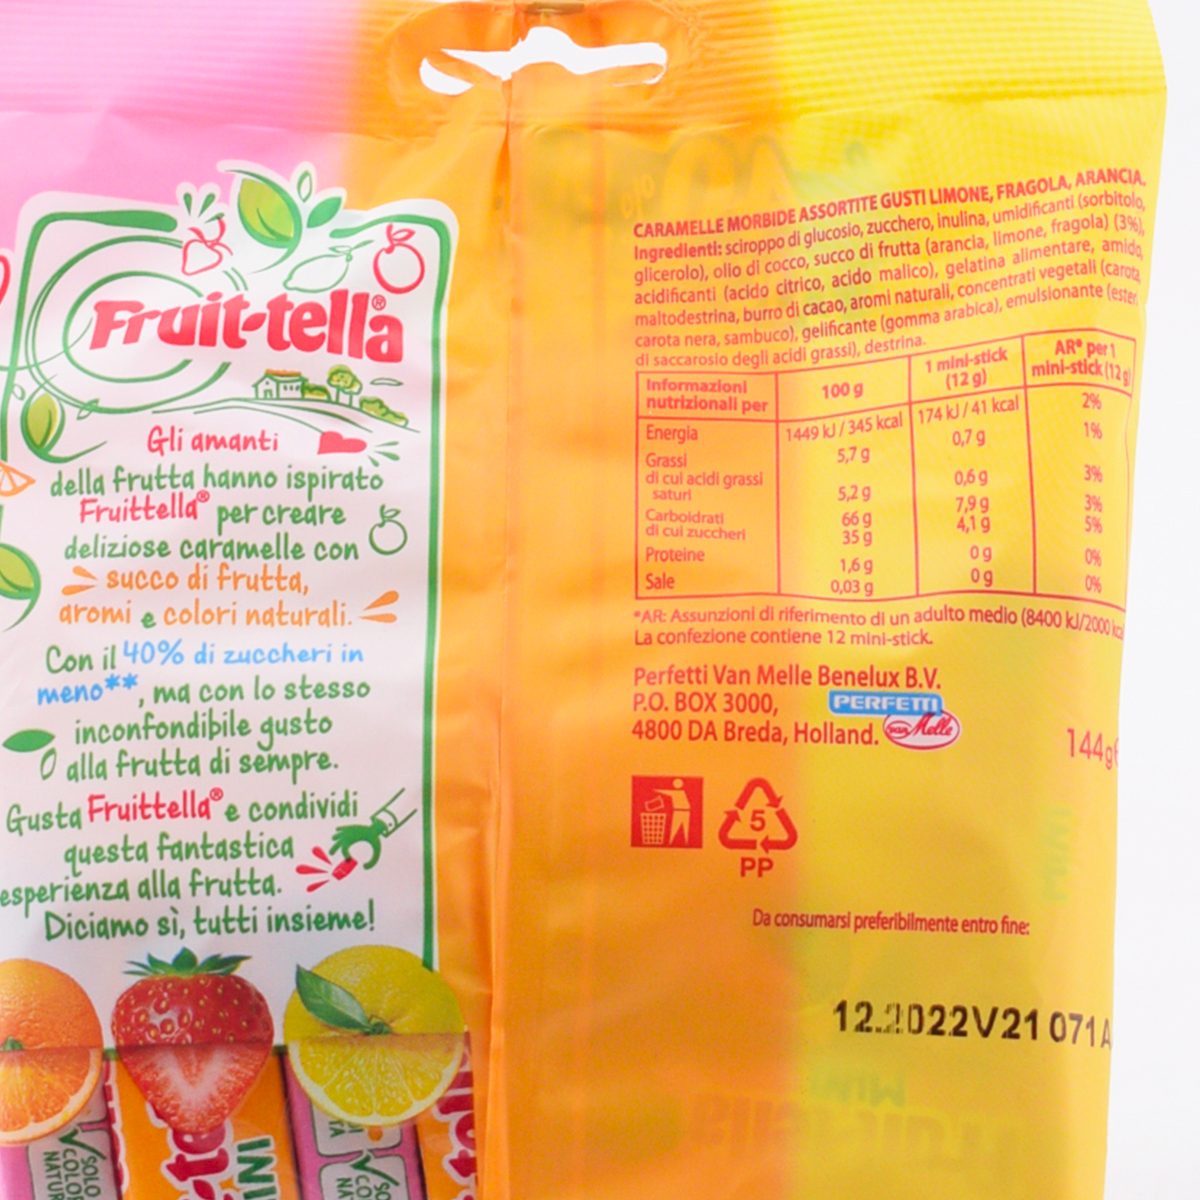 Fruit-tella®
Gli amanti
della frutta hanno ispirato
Fruittella® per creare
deliziose caramelle con
succo di frutta,
aromi e colori naturali.
Con il 40% di zuccheri in
meno**, ma con lo stesso
inconfondibile gusto
alla frutta di sempre.
Gusta Fruittella® e condividi
questa fantastica
esperienza alla frutta.
Diciamo sì, tutti insieme!
CARAMELLE MORBIDE ASSORTITE GUSTI LIMONE, FRAGOLA, ARANCIA.
Ingredienti: sciroppo di glucosio, zucchero, inulina, umidificanti (sorbitolo,
glicerolo), olio di cocco, succo di frutta (arancia, limone, fragola) (3%),
acidificanti (acido citrico, acido malico), gelatina alimentare, amido,
maltodestrina, burro di cacao, aromi naturali, concentrati vegetali (carota,
carota nera, sambuco), gelificante (gomma arabica), emulsionante (esteri
di saccarosio degli acidi grassi), destrina.
Informazioni nutrizionali per 100 g 1 mini-stick (12 g) AR* per 1 mini-stick (12 g)
Energia 1449 kJ / 345 kcal 174 kJ / 41 kcal 2%
Grassi 5,7 g 0,7 g 1%
di cui acidi grassi
saturi 5,2 g 0,6 g 3%
Carboidrati 66 g 7,9 g 3%
di cui zuccheri 35 g 4,1 g 5%
Proteine 1,6 g 0 g 0%
Sale 0,03 g 0 g 0%
*AR: Assunzioni di riferimento di un adulto medio (8400 kJ/2000 kca
La confezione contiene 12 mini-stick.
Perfetti Van Melle Benelux B.V.
P.O. BOX 3000,
4800 DA Breda, Holland.
PERFETTI
van Melle
144g
5
PP
Da consumarsi preferibilmente entro fine:
12.2022V21 071A
SOLO
COLO
NATUR
MINI